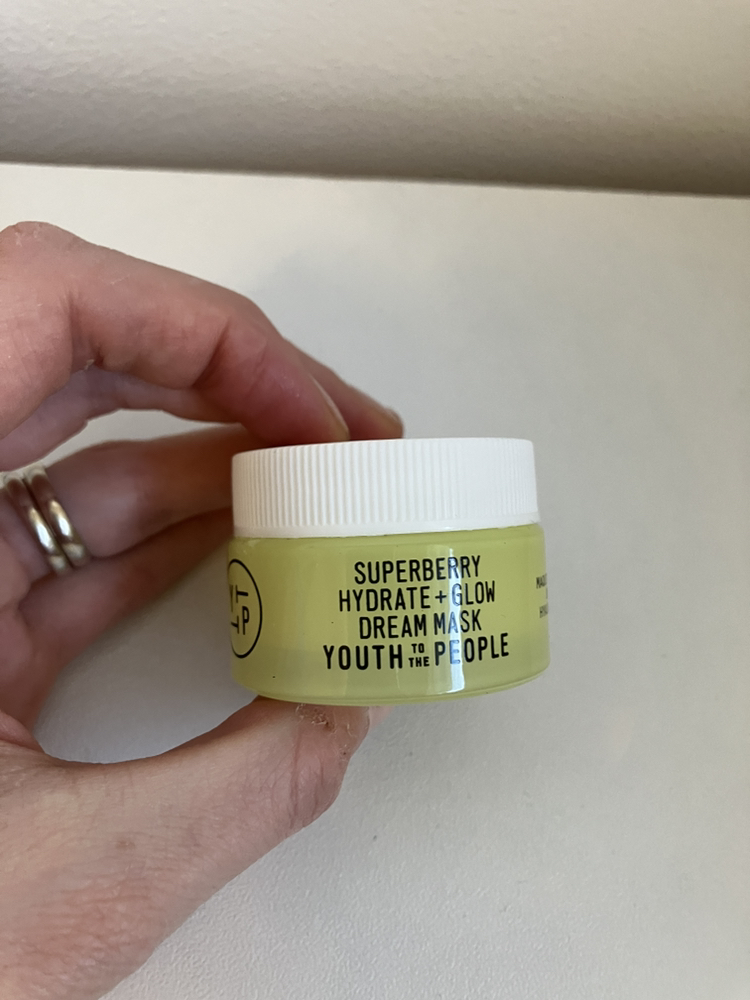 SUPERBERRY
HYDRATE + GLOW
DREAM MASK
YOUTH TO THE PEOPLE